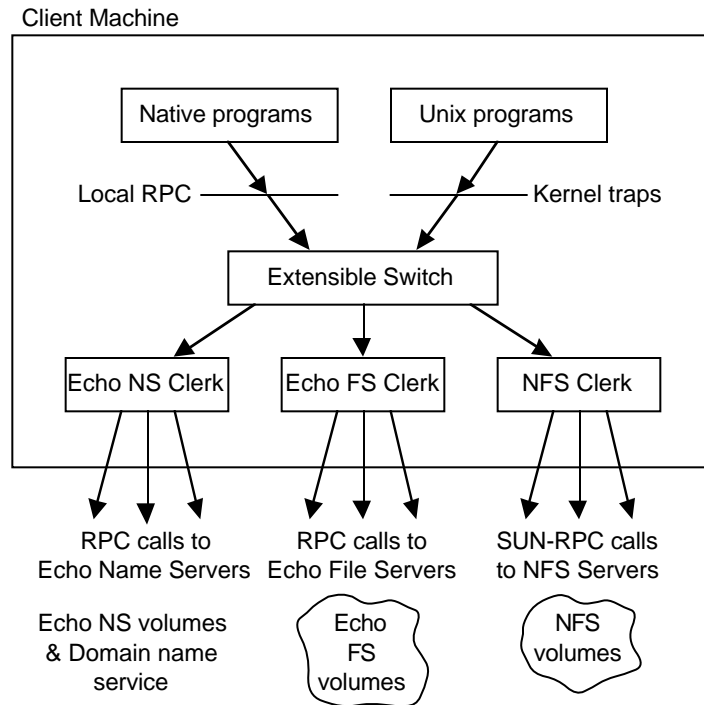 Client Machine
Native programs
Unix programs
Local RPC
Kernel traps
Extensible Switch
Echo NS Clerk
Echo FS Clerk
NFS Clerk
RPC calls to
Echo Name Servers
RPC calls to
Echo File Servers
SUN-RPC calls
to NFS Servers
Echo NS volumes
& Domain name
service
Echo
FS
volumes
NFS
volumes